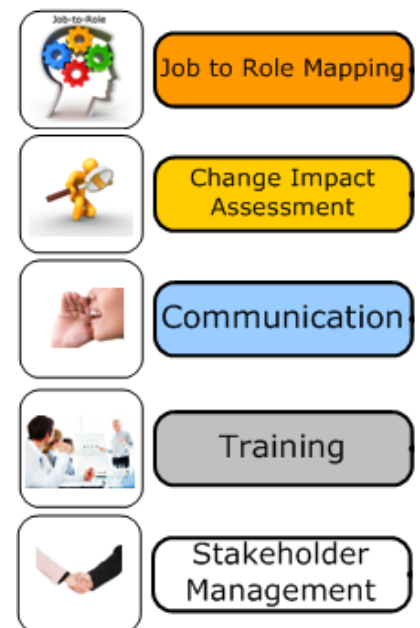 Job-to-Role
Job to Role Mapping
Change Impact
Assessment
Communication
Training
Stakeholder
Management